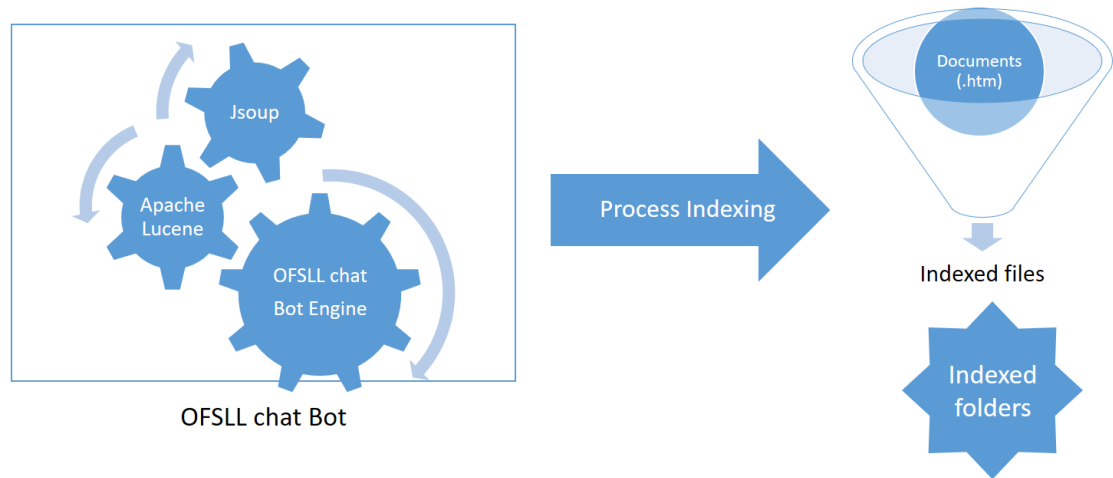 Jsoup
Apache
Lucene
OFSLL chat
Bot Engine
OFSLL chat Bot
Process Indexing
Documents
(.htm)
Indexed files
Indexed
folders